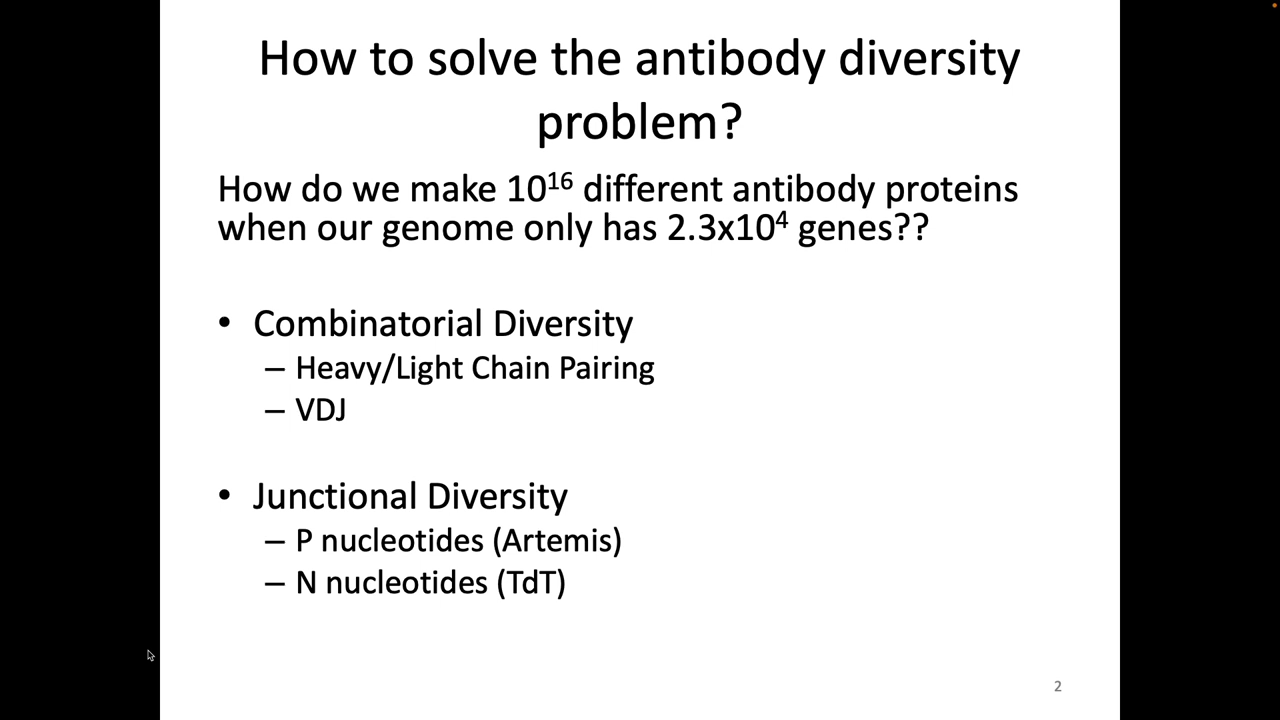 How to solve the antibody diversity
problem?
How do we make 10¹⁶ different antibody proteins
when our genome only has 2.3x10⁴ genes??
• Combinatorial Diversity
– Heavy/Light Chain Pairing
– VDJ
• Junctional Diversity
– P nucleotides (Artemis)
– N nucleotides (TdT)
2